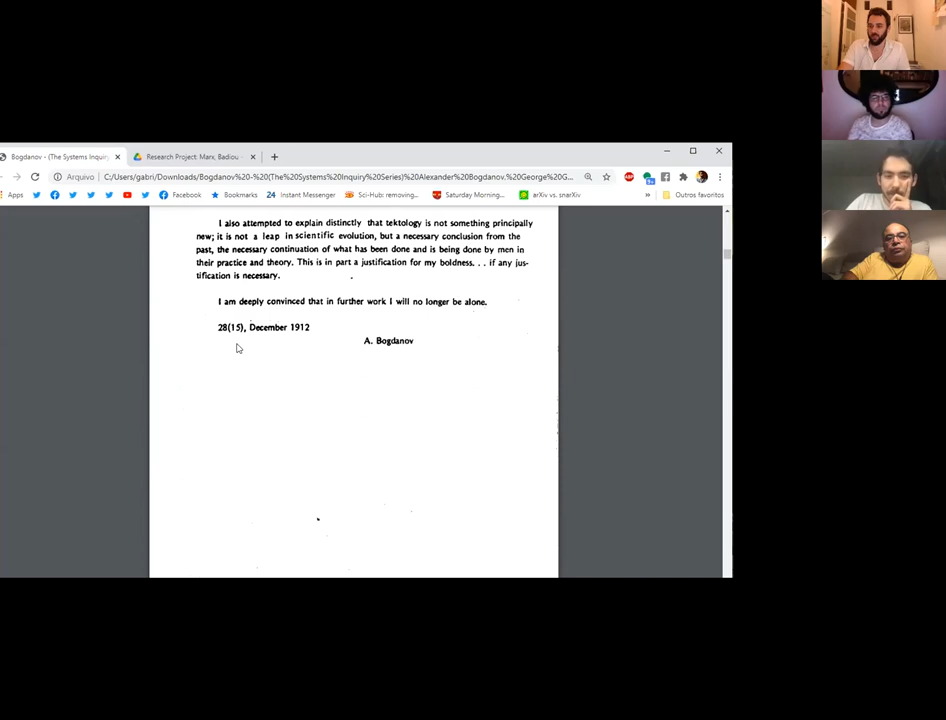 Bogdanov - (The Systems Inquiry
Research Project: Marx, Badiou -
Arquivo
C:/Users/gabri/Downloads/Bogdanov%20-%20(The%20Systems%20Inquiry%20Series)%20Alexander%20Bogdanov.%20George%20G...
Apps
Facebook
Bookmarks
24 Instant Messenger
Sci-Hub: removing...
Saturday Morning...
arXiv vs. snarXiv
Outros favoritos
I also attempted to explain distinctly that tektology is not something principally
new; it is not a leap in scientific evolution, but a necessary conclusion from the
past, the necessary continuation of what has been done and is being done by men in
their practice and theory. This is in part a justification for my boldness. . . if any jus-
tification is necessary.
I am deeply convinced that in further work I will no longer be alone.
28(15), December 1912
A. Bogdanov